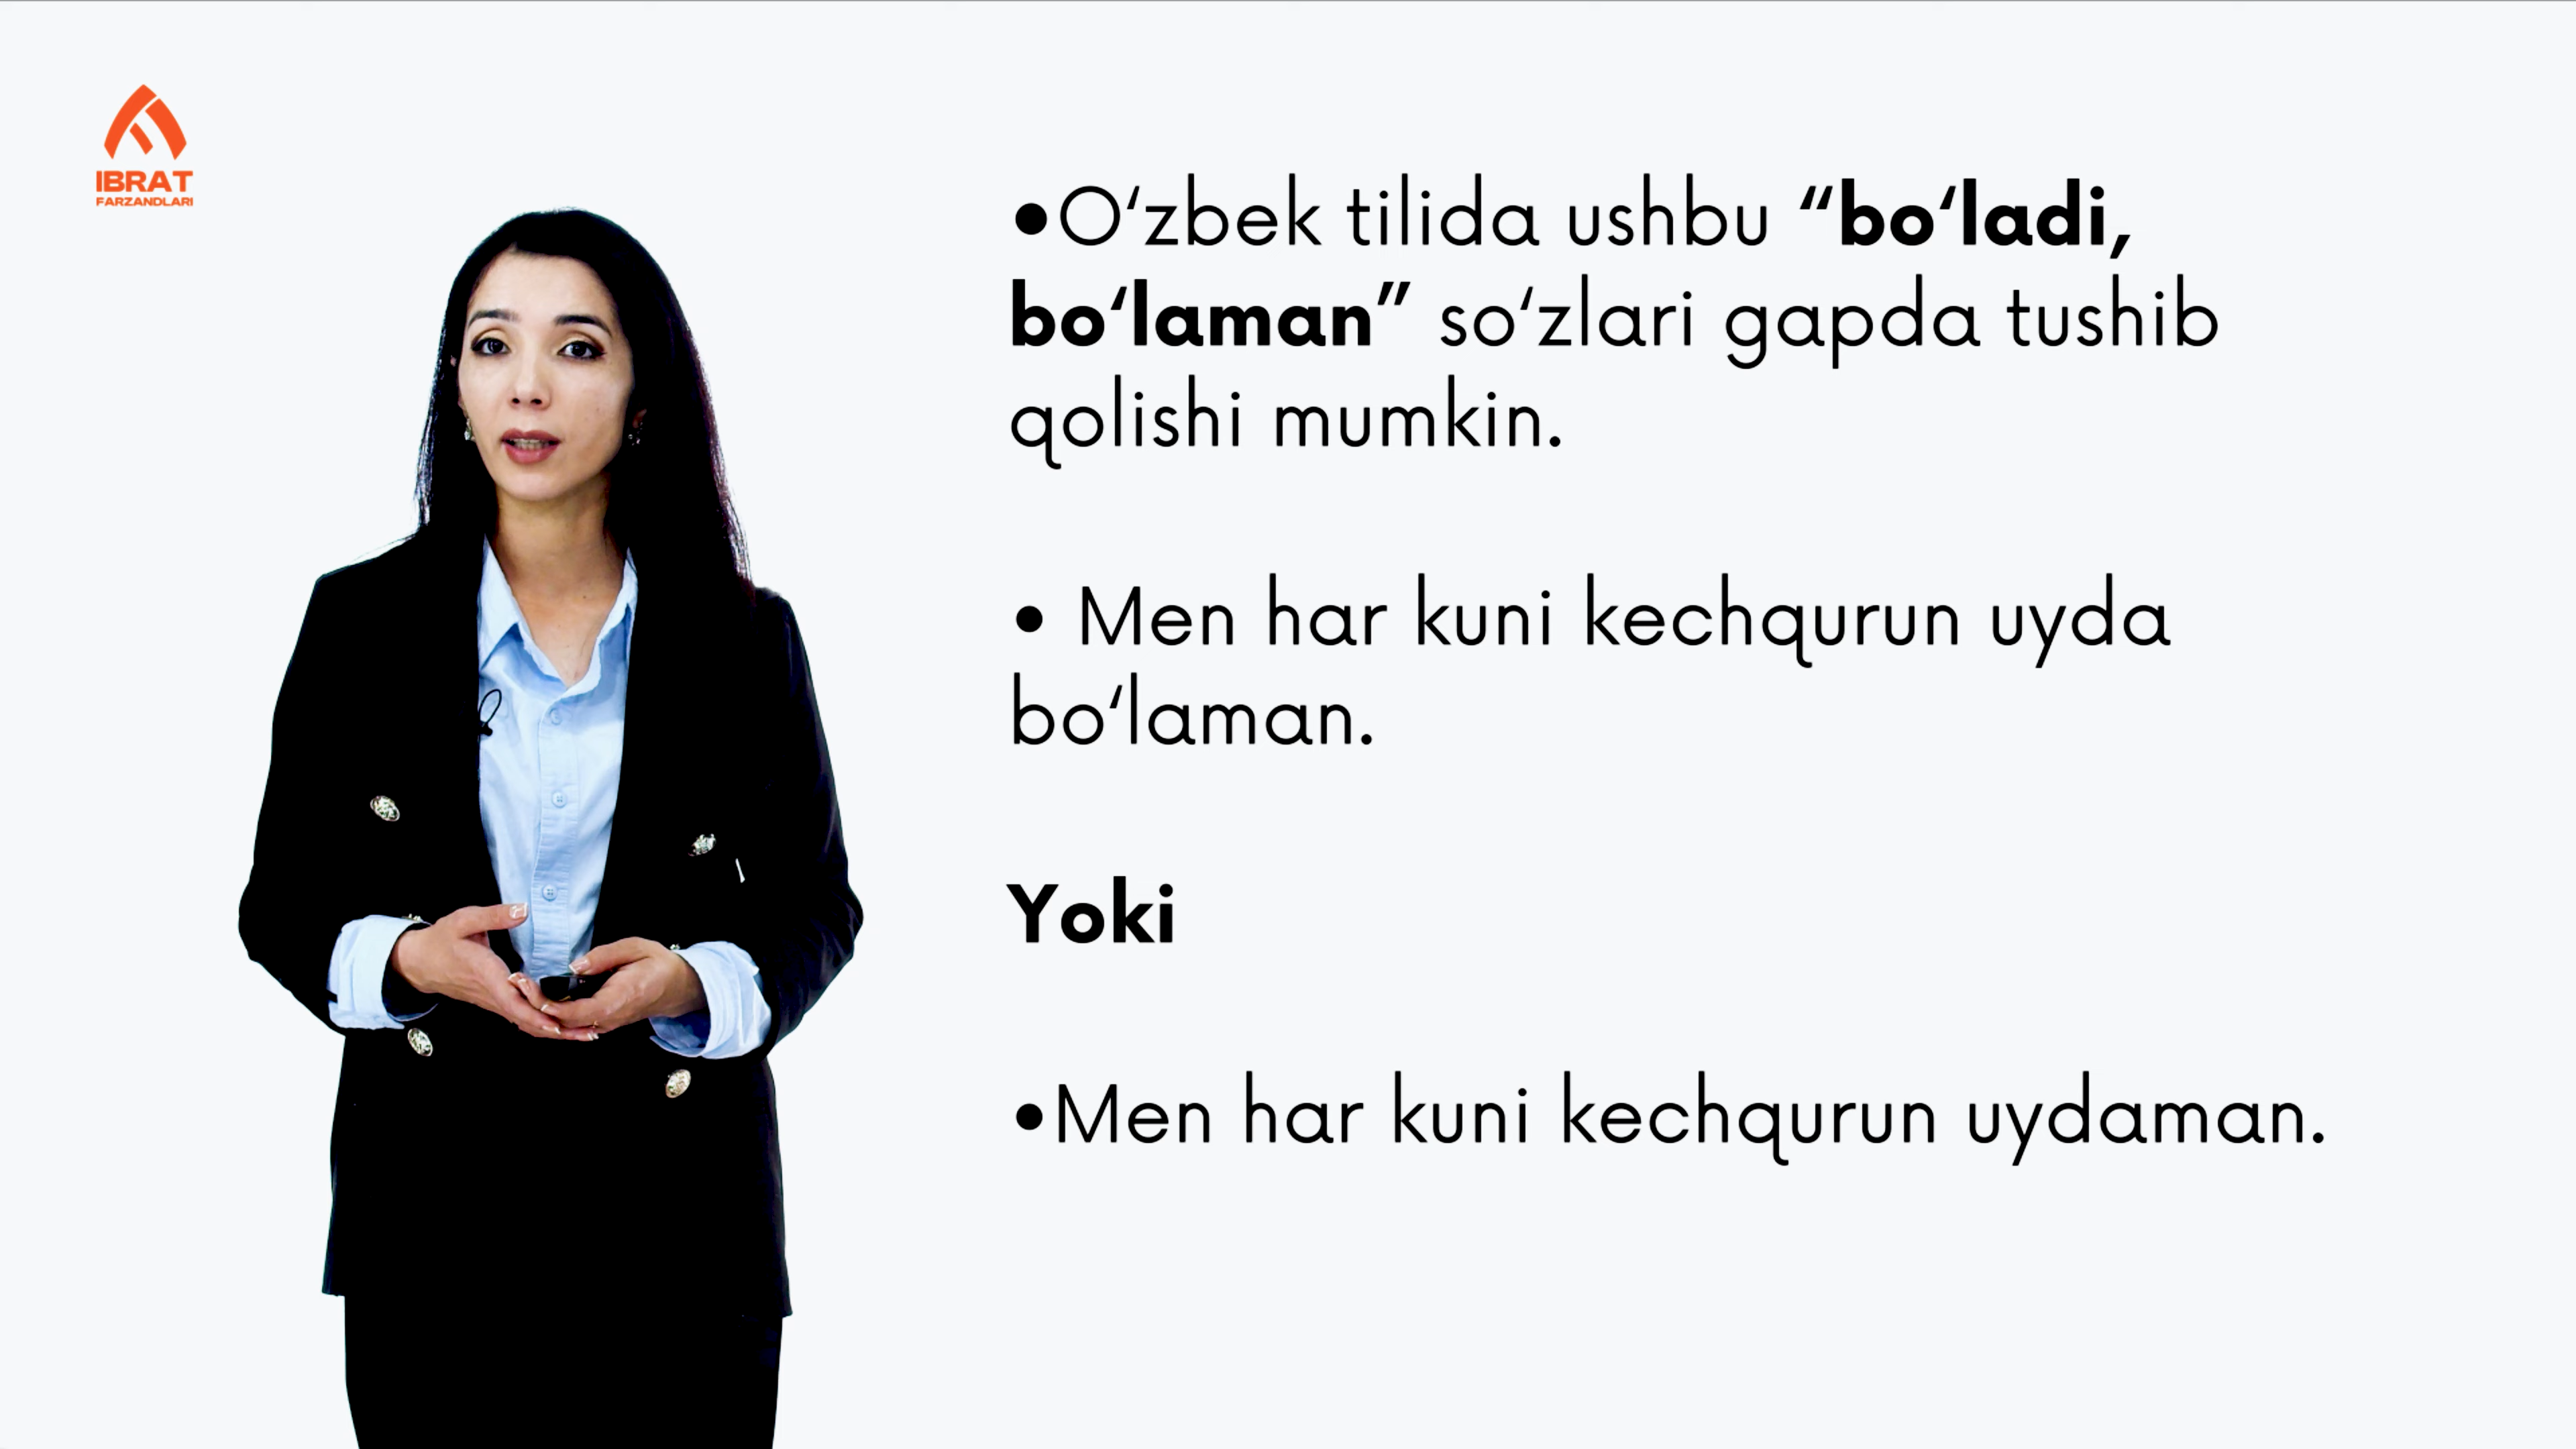 IBRAT
FARZANDLARI
•O‘zbek tilida ushbu “bo‘ladi,
bo‘laman” so‘zlari gapda tushib
qolishi mumkin.
• Men har kuni kechqurun uyda
bo‘laman.
Yoki
•Men har kuni kechqurun uydaman.